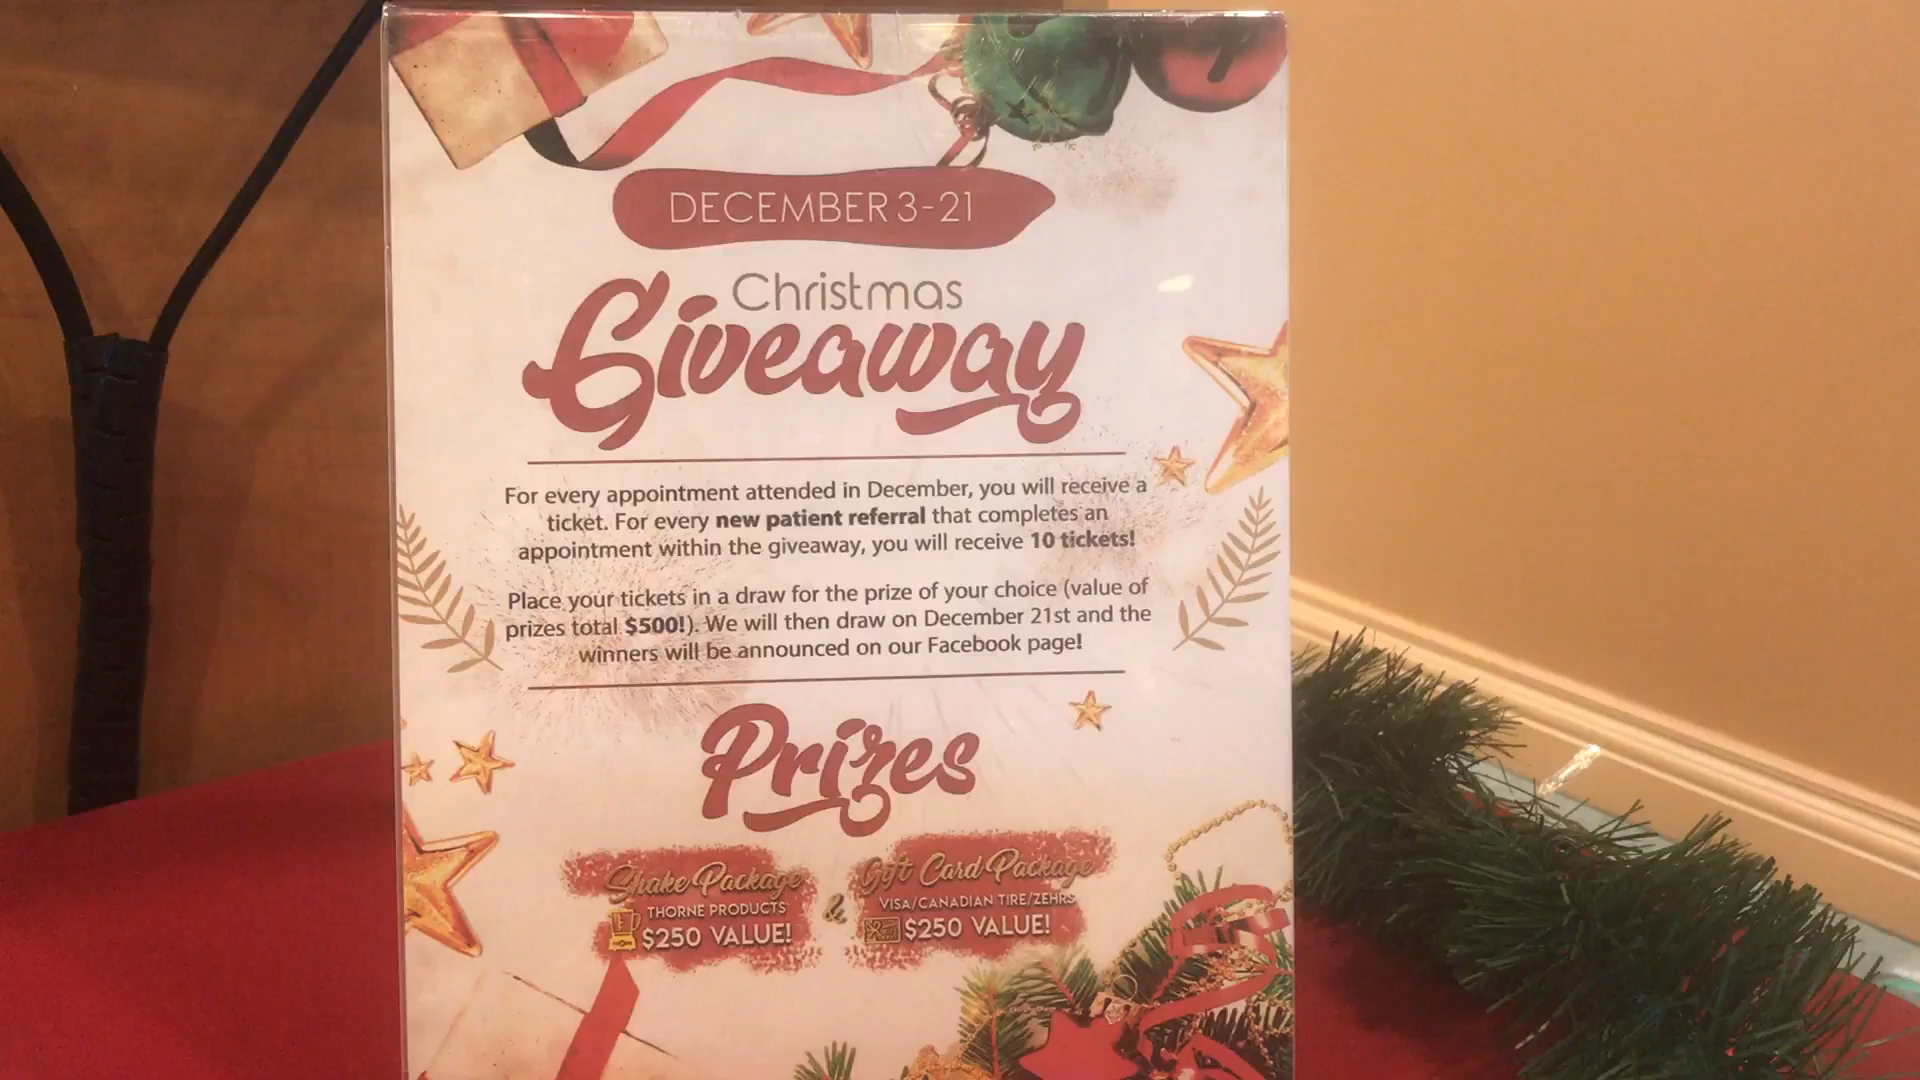 DECEMBER 3-21
Christmas
Giveaway
For every appointment attended in December, you will receive a
ticket. For every new patient referral that completes an
appointment within the giveaway, you will receive 10 tickets!
Place your tickets in a draw for the prize of your choice (value of
prizes total $500!). We will then draw on December 21st and the
winners will be announced on our Facebook page!
Prizes
Shake Package
THORNE PRODUCTS
$250 VALUE!
&
Gift Card Package
VISA/CANADIAN TIRE/ZEHRS
$250 VALUE!